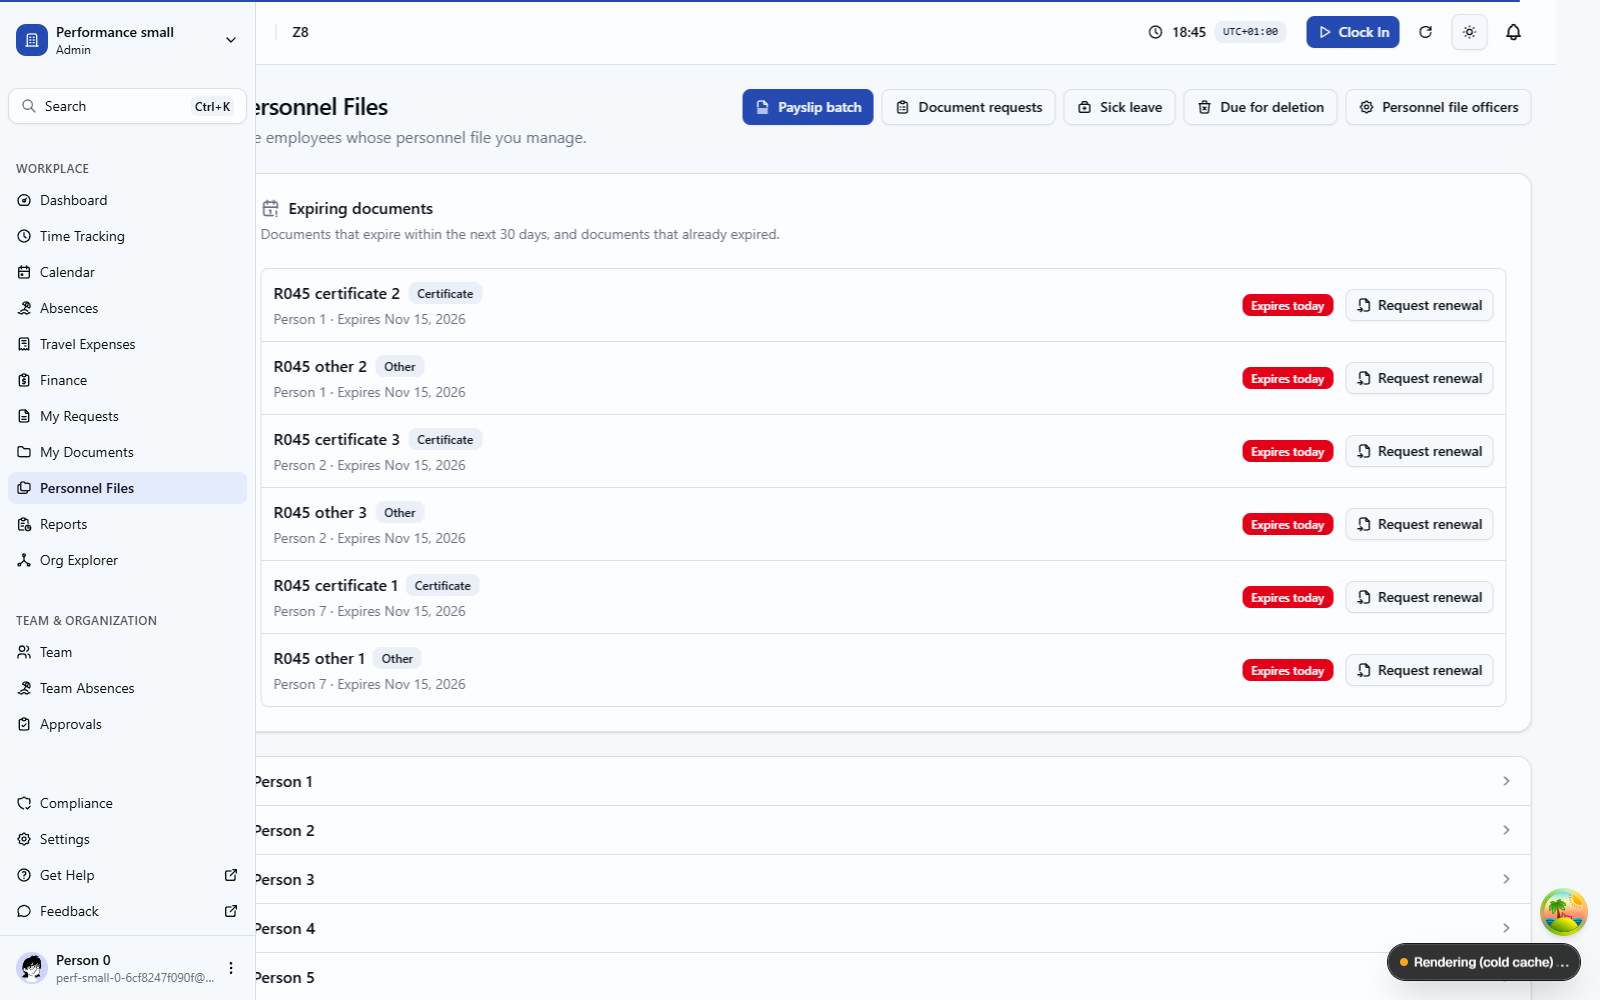 Performance small
Admin
Search
Ctrl+K
WORKPLACE
Dashboard
Time Tracking
Calendar
Absences
Travel Expenses
Finance
My Requests
My Documents
Personnel Files
Reports
Org Explorer
TEAM & ORGANIZATION
Team
Team Absences
Approvals
Compliance
Settings
Get Help
Feedback
Person 0
perf-small-0-6cf8247f090f@...
Z8
18:45
UTC+01:00
Clock In
ersonnel Files
e employees whose personnel file you manage.
Payslip batch
Document requests
Sick leave
Due for deletion
Personnel file officers
Expiring documents
Documents that expire within the next 30 days, and documents that already expired.
R045 certificate 2 Certificate
Person 1 · Expires Nov 15, 2026
Expires today
Request renewal
R045 other 2 Other
Person 1 · Expires Nov 15, 2026
Expires today
Request renewal
R045 certificate 3 Certificate
Person 2 · Expires Nov 15, 2026
Expires today
Request renewal
R045 other 3 Other
Person 2 · Expires Nov 15, 2026
Expires today
Request renewal
R045 certificate 1 Certificate
Person 7 · Expires Nov 15, 2026
Expires today
Request renewal
R045 other 1 Other
Person 7 · Expires Nov 15, 2026
Expires today
Request renewal
Person 1
Person 2
Person 3
Person 4
Person 5
Rendering (cold cache) ...